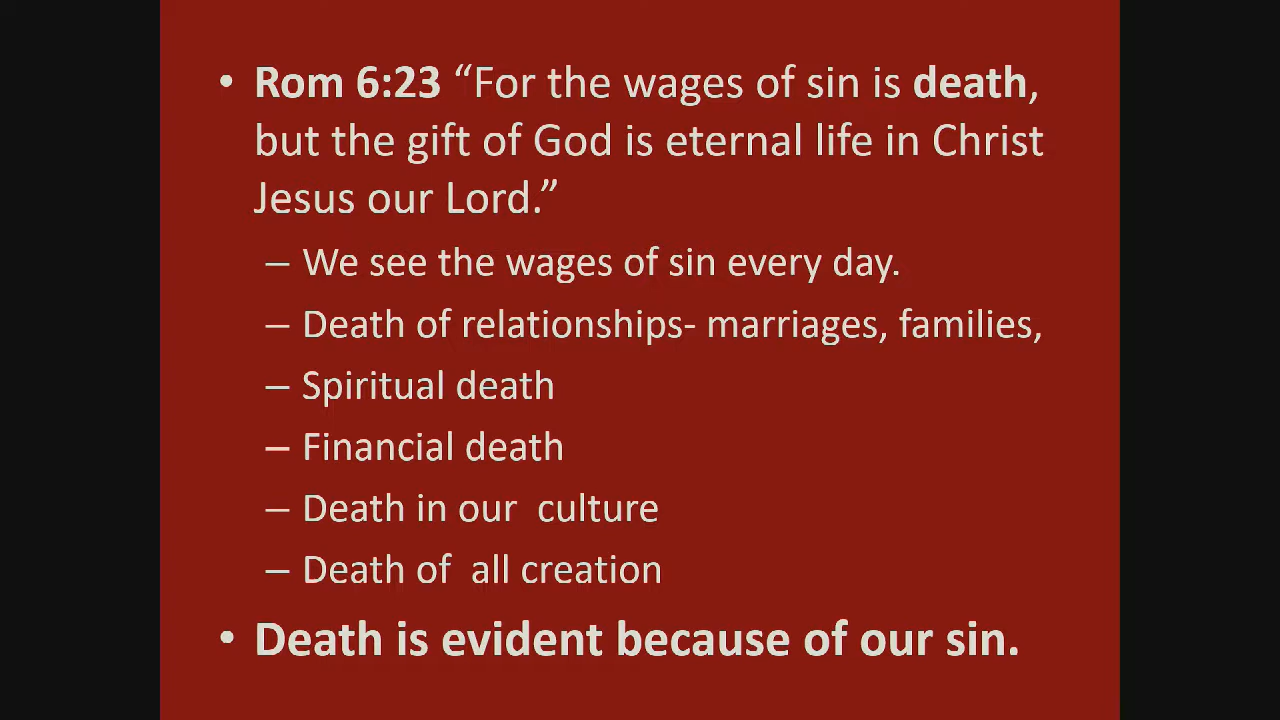 • Rom 6:23 “For the wages of sin is death,
but the gift of God is eternal life in Christ
Jesus our Lord.”
– We see the wages of sin every day.
– Death of relationships- marriages, families,
– Spiritual death
– Financial death
– Death in our  culture
– Death of  all creation
• Death is evident because of our sin.